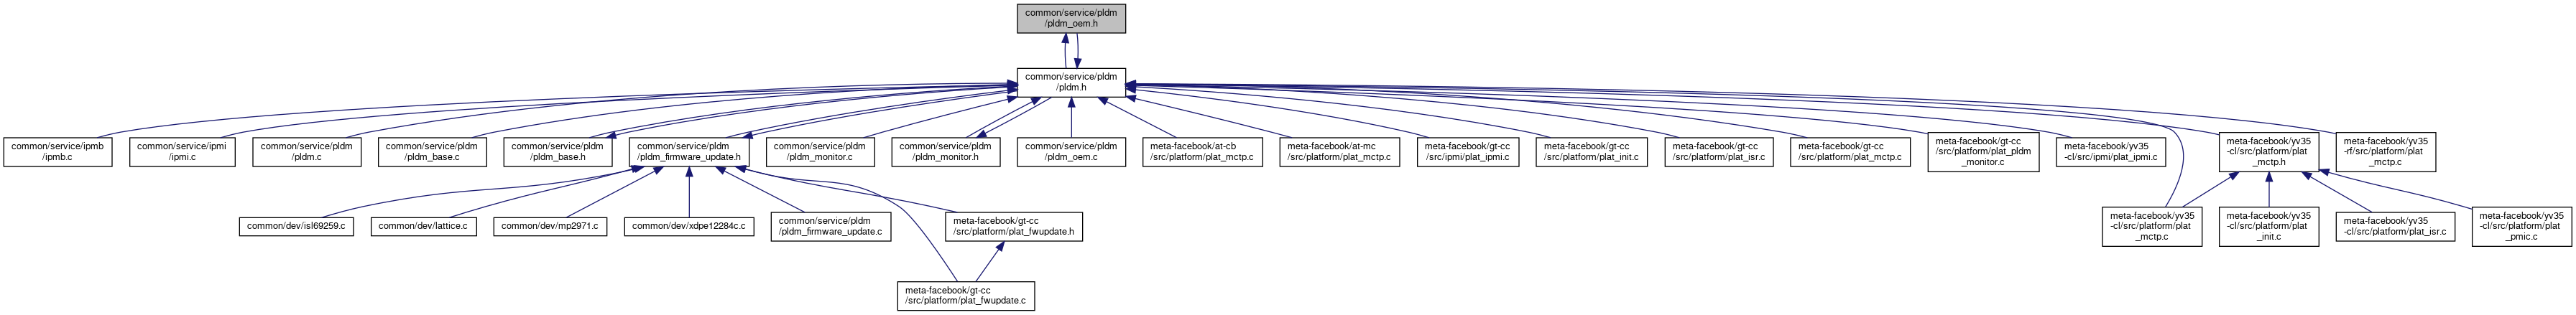 common/service/pldm
/pldm_oem.h
common/service/pldm
/pldm.h
common/service/ipmb
/ipmb.c
common/service/ipmi
/ipmi.c
common/service/pldm
/pldm.c
common/service/pldm
/pldm_base.c
common/service/pldm
/pldm_base.h
common/service/pldm
/pldm_firmware_update.h
common/service/pldm
/pldm_monitor.c
common/service/pldm
/pldm_monitor.h
common/service/pldm
/pldm_oem.c
meta-facebook/at-cb
/src/platform/plat_mctp.c
meta-facebook/at-mc
/src/platform/plat_mctp.c
meta-facebook/gt-cc
/src/ipmi/plat_ipmi.c
meta-facebook/gt-cc
/src/platform/plat_init.c
meta-facebook/gt-cc
/src/platform/plat_isr.c
meta-facebook/gt-cc
/src/platform/plat_mctp.c
meta-facebook/gt-cc
/src/platform/plat_pldm
_monitor.c
meta-facebook/yv35
-cl/src/ipmi/plat_ipmi.c
meta-facebook/yv35
-cl/src/platform/plat
_mctp.h
meta-facebook/yv35
-rf/src/platform/plat
_mctp.c
common/dev/isl69259.c
common/dev/lattice.c
common/dev/mp2971.c
common/dev/xdpe12284c.c
common/service/pldm
/pldm_firmware_update.c
meta-facebook/gt-cc
/src/platform/plat_fwupdate.h
meta-facebook/yv35
-cl/src/platform/plat
_mctp.c
meta-facebook/yv35
-cl/src/platform/plat
_init.c
meta-facebook/yv35
-cl/src/platform/plat_isr.c
meta-facebook/yv35
-cl/src/platform/plat
_pmic.c
meta-facebook/gt-cc
/src/platform/plat_fwupdate.c